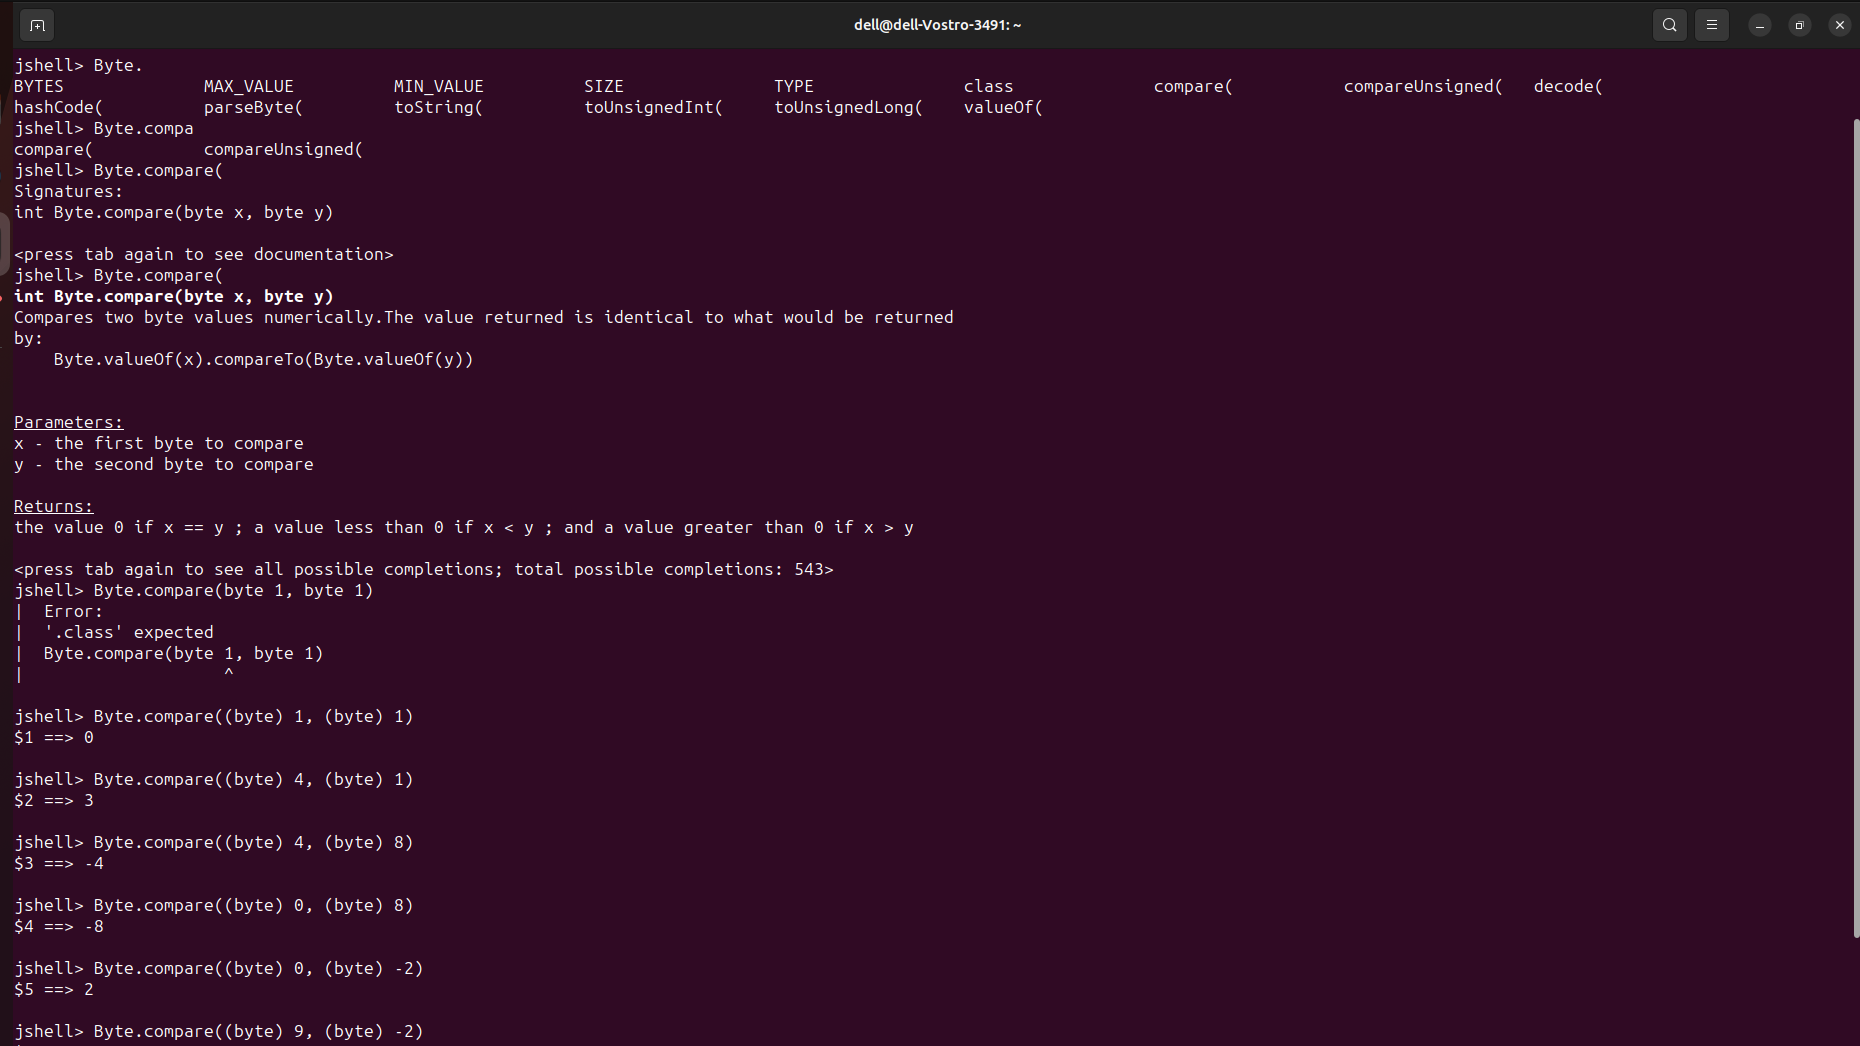 dell@dell-Vostro-3491: ~
jshell> Byte.
BYTES MAX_VALUE MIN_VALUE SIZE TYPE class compare( compareUnsigned( decode(
hashCode( parseByte( toString( toUnsignedInt( toUnsignedLong( valueOf(
jshell> Byte.compa
compare( compareUnsigned(
jshell> Byte.compare(
Signatures:
int Byte.compare(byte x, byte y)
<press tab again to see documentation>
jshell> Byte.compare(
int Byte.compare(byte x, byte y)
Compares two byte values numerically.The value returned is identical to what would be returned
by:
Byte.valueOf(x).compareTo(Byte.valueOf(y))
Parameters:
x - the first byte to compare
y - the second byte to compare
Returns:
the value 0 if x == y ; a value less than 0 if x < y ; and a value greater than 0 if x > y
<press tab again to see all possible completions; total possible completions: 543>
jshell> Byte.compare(byte 1, byte 1)
| Error:
| '.class' expected
| Byte.compare(byte 1, byte 1)
| ^
jshell> Byte.compare((byte) 1, (byte) 1)
$1 ==> 0
jshell> Byte.compare((byte) 4, (byte) 1)
$2 ==> 3
jshell> Byte.compare((byte) 4, (byte) 8)
$3 ==> -4
jshell> Byte.compare((byte) 0, (byte) 8)
$4 ==> -8
jshell> Byte.compare((byte) 0, (byte) -2)
$5 ==> 2
jshell> Byte.compare((byte) 9, (byte) -2)